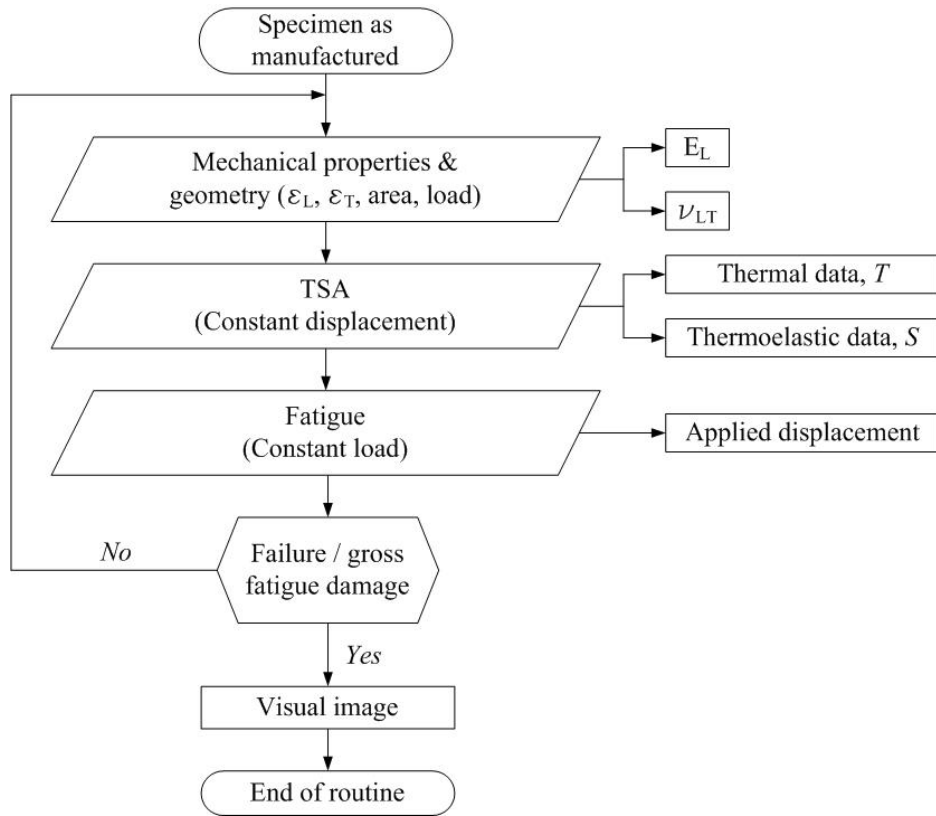 Specimen as
manufactured
Mechanical properties &
geometry (εL, εT, area, load)
EL
νLT
TSA
(Constant displacement)
Thermal data, T
Thermoelastic data, S
Fatigue
(Constant load)
Applied displacement
No
Failure / gross
fatigue damage
Yes
Visual image
End of routine